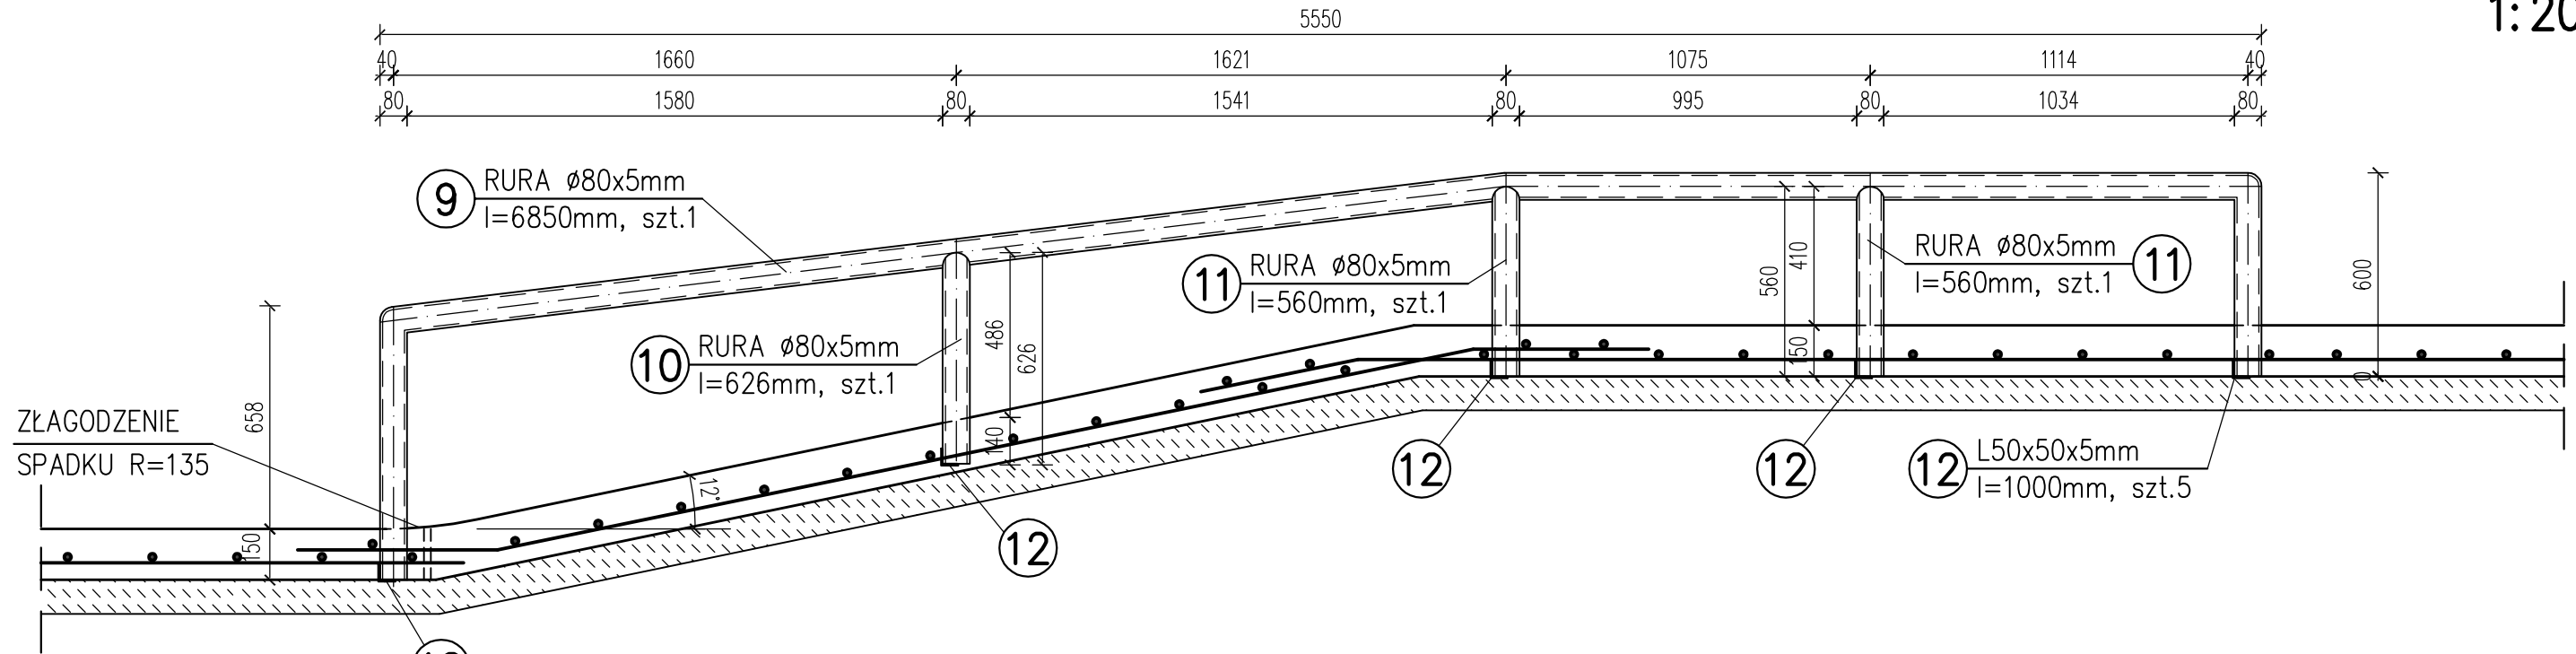 1:20
5550
40 1660 1621 1075 1114 40
80 1580 80 1541 80 995 80 1034 80
9 RURA ø80x5mm
l=6850mm, szt.1
10 RURA ø80x5mm
l=626mm, szt.1
11 RURA ø80x5mm
l=560mm, szt.1
RURA ø80x5mm 11
l=560mm, szt.1
486
626
140
560
410
150
600
0
658
150
ZŁAGODZENIE
SPADKU R=135
12°
12
12
12
12 L50x50x5mm
l=1000mm, szt.5